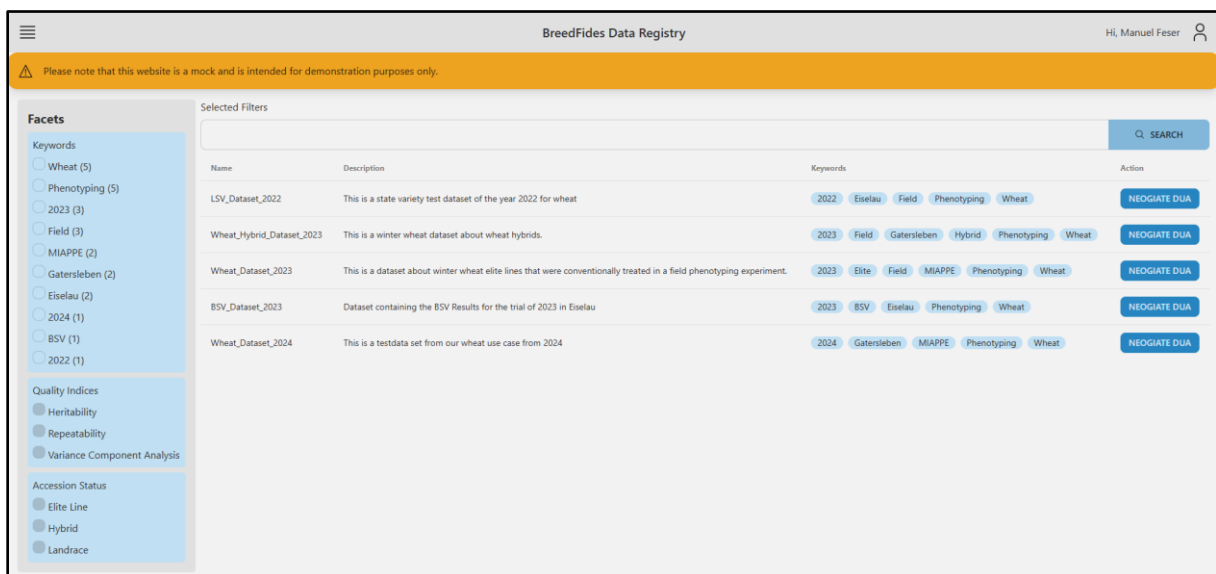 BreedFides Data Registry
Hi, Manuel Feser
Please note that this website is a mock and is intended for demonstration purposes only.
Facets
Keywords
Wheat (5)
Phenotyping (5)
2023 (3)
Field (3)
MIAPPE (2)
Gatersleben (2)
Eiselau (2)
2024 (1)
BSV (1)
2022 (1)
Quality Indices
Heritability
Repeatability
Variance Component Analysis
Accession Status
Elite Line
Hybrid
Landrace
Selected Filters
SEARCH
Name Description Keywords Action
LSV_Dataset_2022 This is a state variety test dataset of the year 2022 for wheat 2022 Eiselau Field Phenotyping Wheat NEOGIATE DUA
Wheat_Hybrid_Dataset_2023 This is a winter wheat dataset about wheat hybrids. 2023 Field Gatersleben Hybrid Phenotyping Wheat NEOGIATE DUA
Wheat_Dataset_2023 This is a dataset about winter wheat elite lines that were conventionally treated in a field phenotyping experiment. 2023 Elite Field MIAPPE Phenotyping Wheat NEOGIATE DUA
BSV_Dataset_2023 Dataset containing the BSV Results for the trial of 2023 in Eiselau 2023 BSV Eiselau Phenotyping Wheat NEOGIATE DUA
Wheat_Dataset_2024 This is a testdata set from our wheat use case from 2024 2024 Gatersleben MIAPPE Phenotyping Wheat NEOGIATE DUA